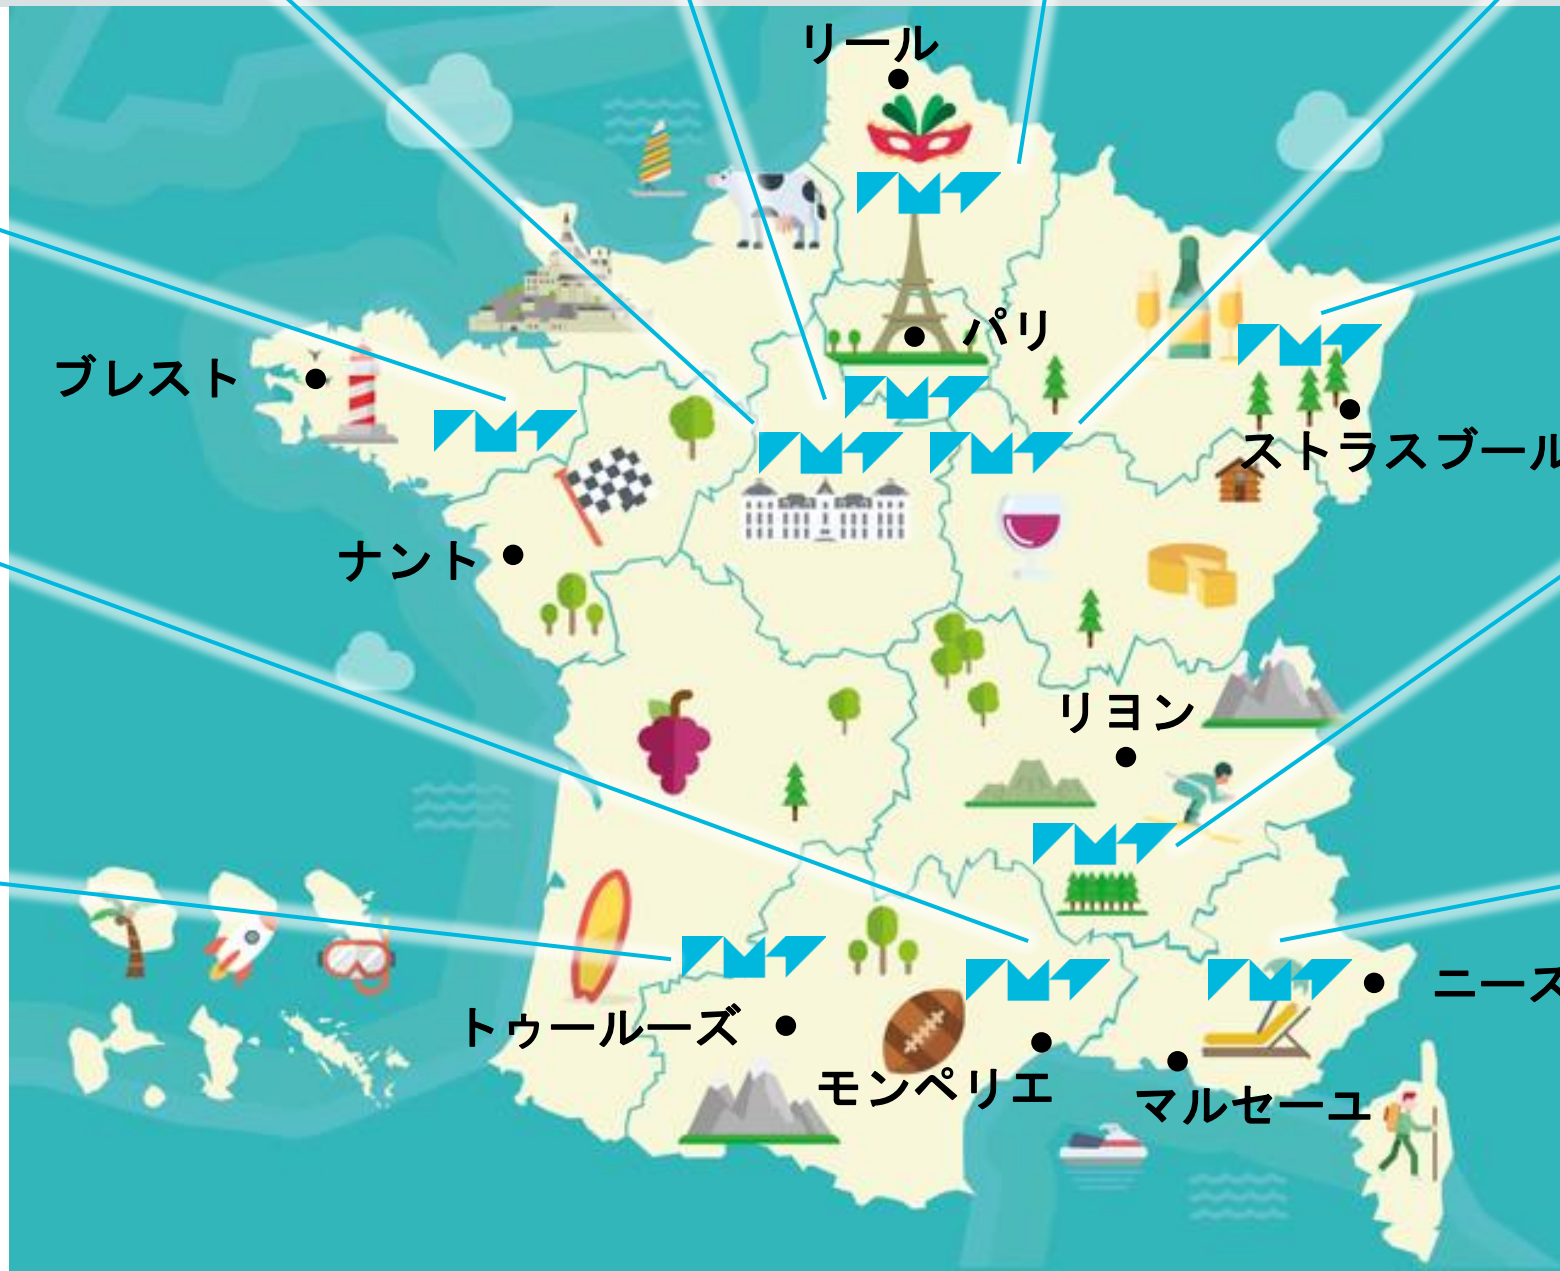 リール
パリ
ブレスト
ストラスブール
ナント
リヨン
ニース
トゥールーズ
モンペリエ
マルセーユ